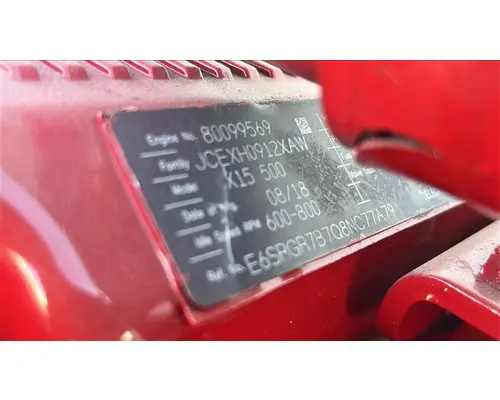 Engine No. 80099569
Family JCEXH0912XAW
Model X15 500
Date of Mfg. 08/18
Idle Speed RPM 600-800
Ref. No. E6SRGR7B7Q8NC77A79